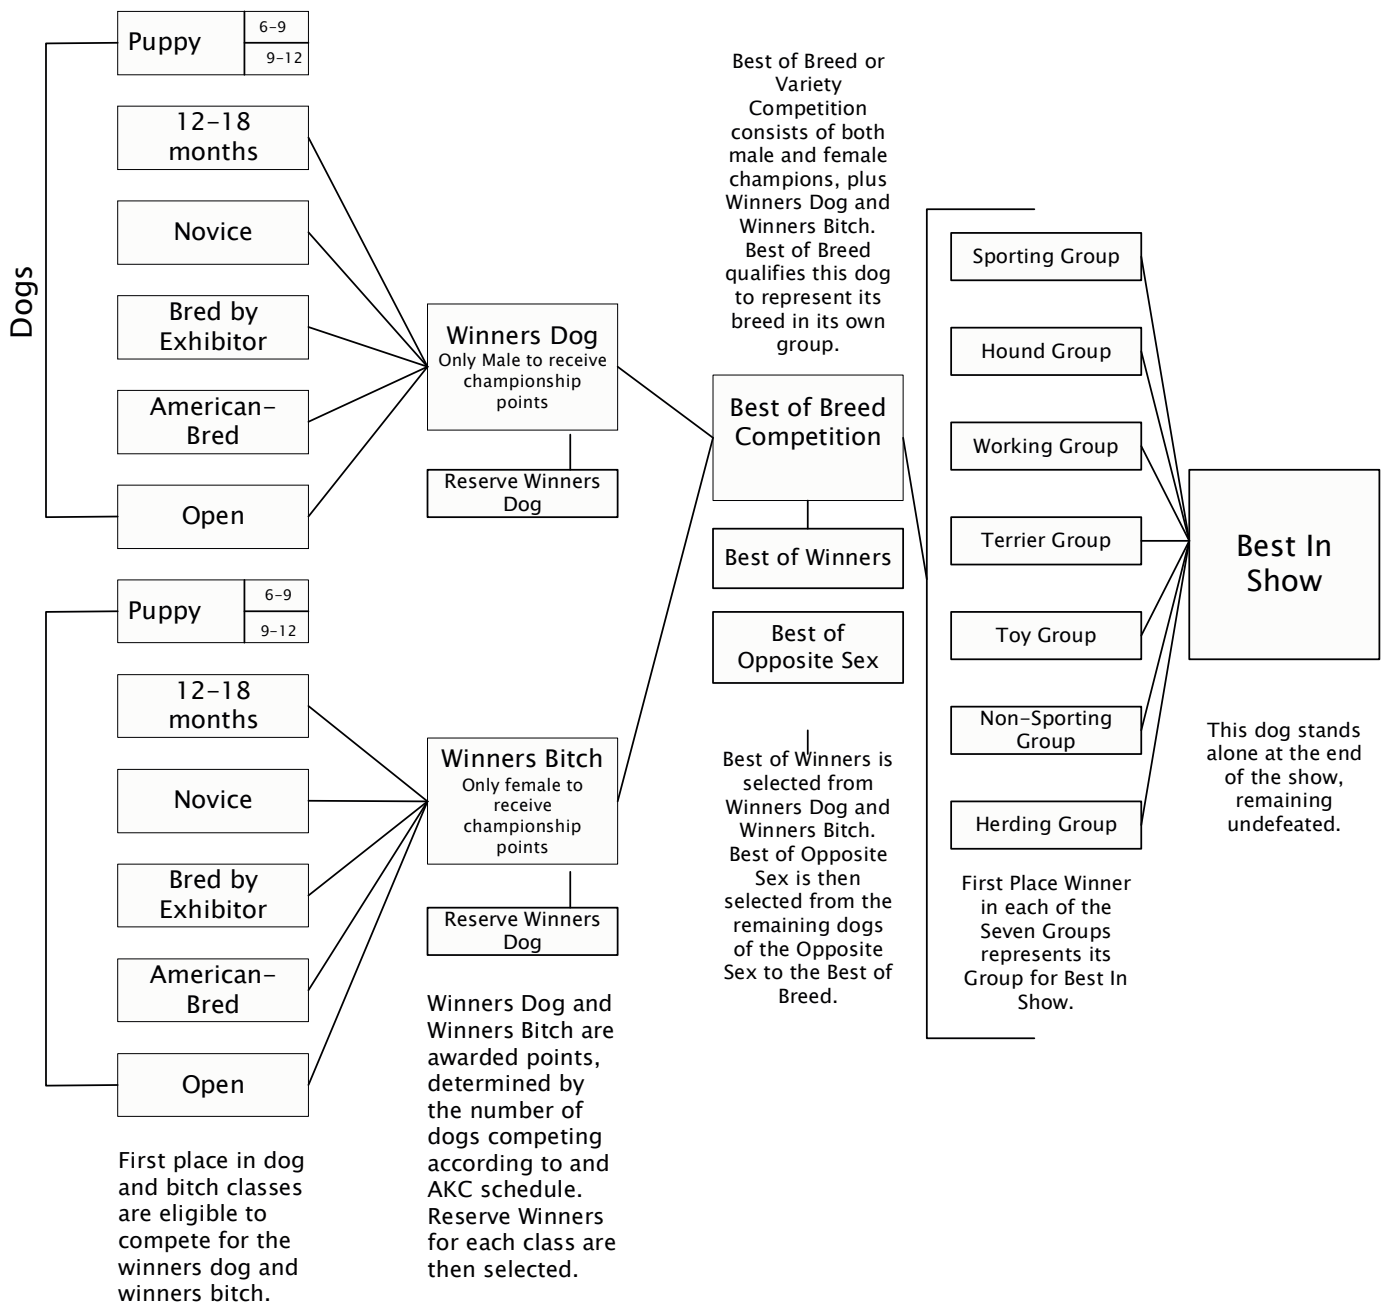 Dogs
Puppy
6-9
9-12
12-18
months
Novice
Bred by
Exhibitor
American-
Bred
Open
Puppy
6-9
9-12
12-18
months
Novice
Bred by
Exhibitor
American-
Bred
Open
First place in dog
and bitch classes
are eligible to
compete for the
winners dog and
winners bitch.
Winners Dog
Only Male to receive
championship
points
Reserve Winners
Dog
Winners Bitch
Only female to
receive
championship
points
Reserve Winners
Dog
Winners Dog and
Winners Bitch are
awarded points,
determined by
the number of
dogs competing
according to and
AKC schedule.
Reserve Winners
for each class are
then selected.
Best of Breed or
Variety
Competition
consists of both
male and female
champions, plus
Winners Dog and
Winners Bitch.
Best of Breed
qualifies this dog
to represent its
breed in its own
group.
Best of Breed
Competition
Best of Winners
Best of
Opposite Sex
Best of Winners is
selected from
Winners Dog and
Winners Bitch.
Best of Opposite
Sex is then
selected from the
remaining dogs
of the Opposite
Sex to the Best of
Breed.
Sporting Group
Hound Group
Working Group
Terrier Group
Toy Group
Non-Sporting
Group
Herding Group
First Place Winner
in each of the
Seven Groups
represents its
Group for Best In
Show.
Best In
Show
This dog stands
alone at the end
of the show,
remaining
undefeated.